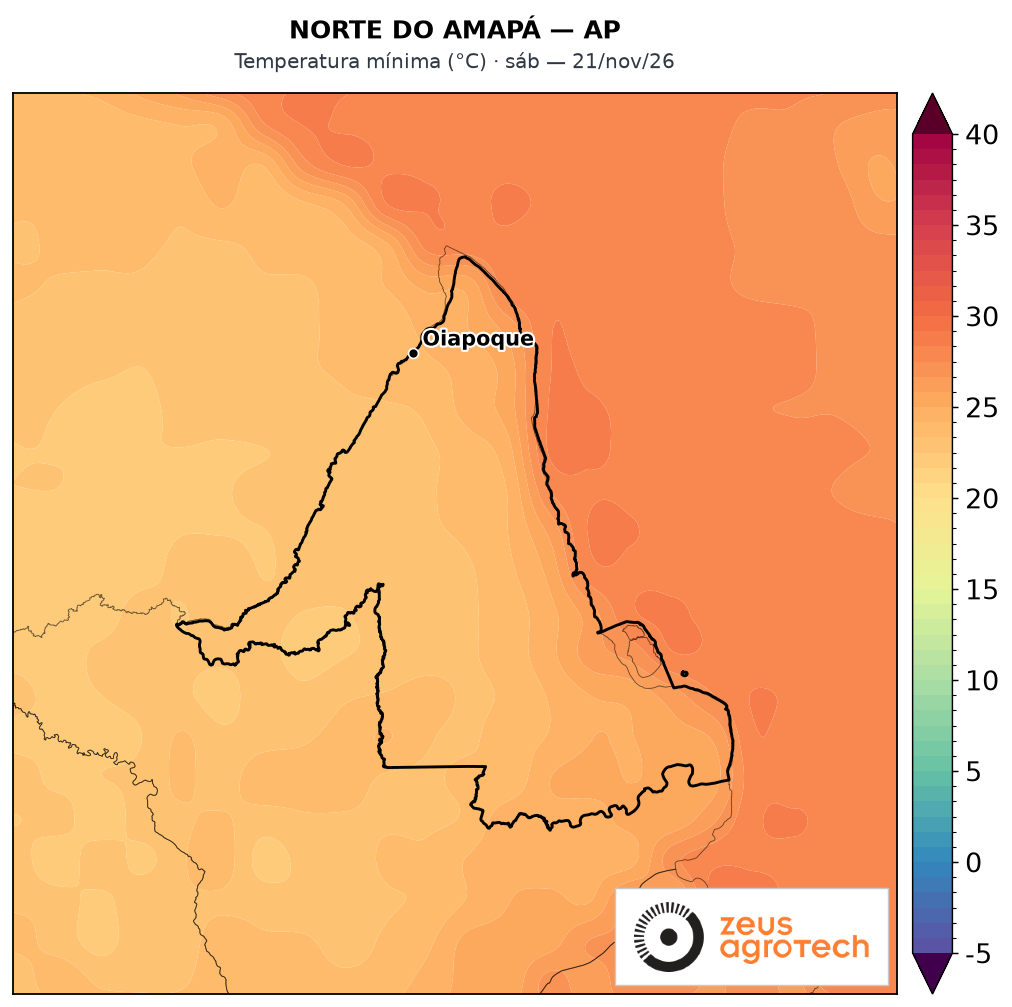 NORTE DO AMAPÁ — AP
Temperatura mínima (°C) · sáb — 21/nov/26
Oiapoque
40
35
30
25
20
15
10
5
0
-5
zeus
agrotech